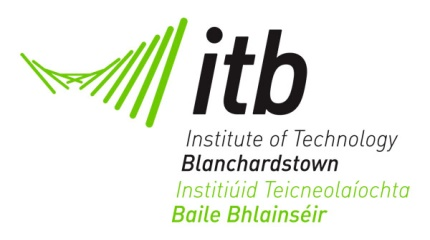 itb
Institute of Technology
Blanchardstown
Institiúid Teicneolaíochta
Baile Bhlainséir